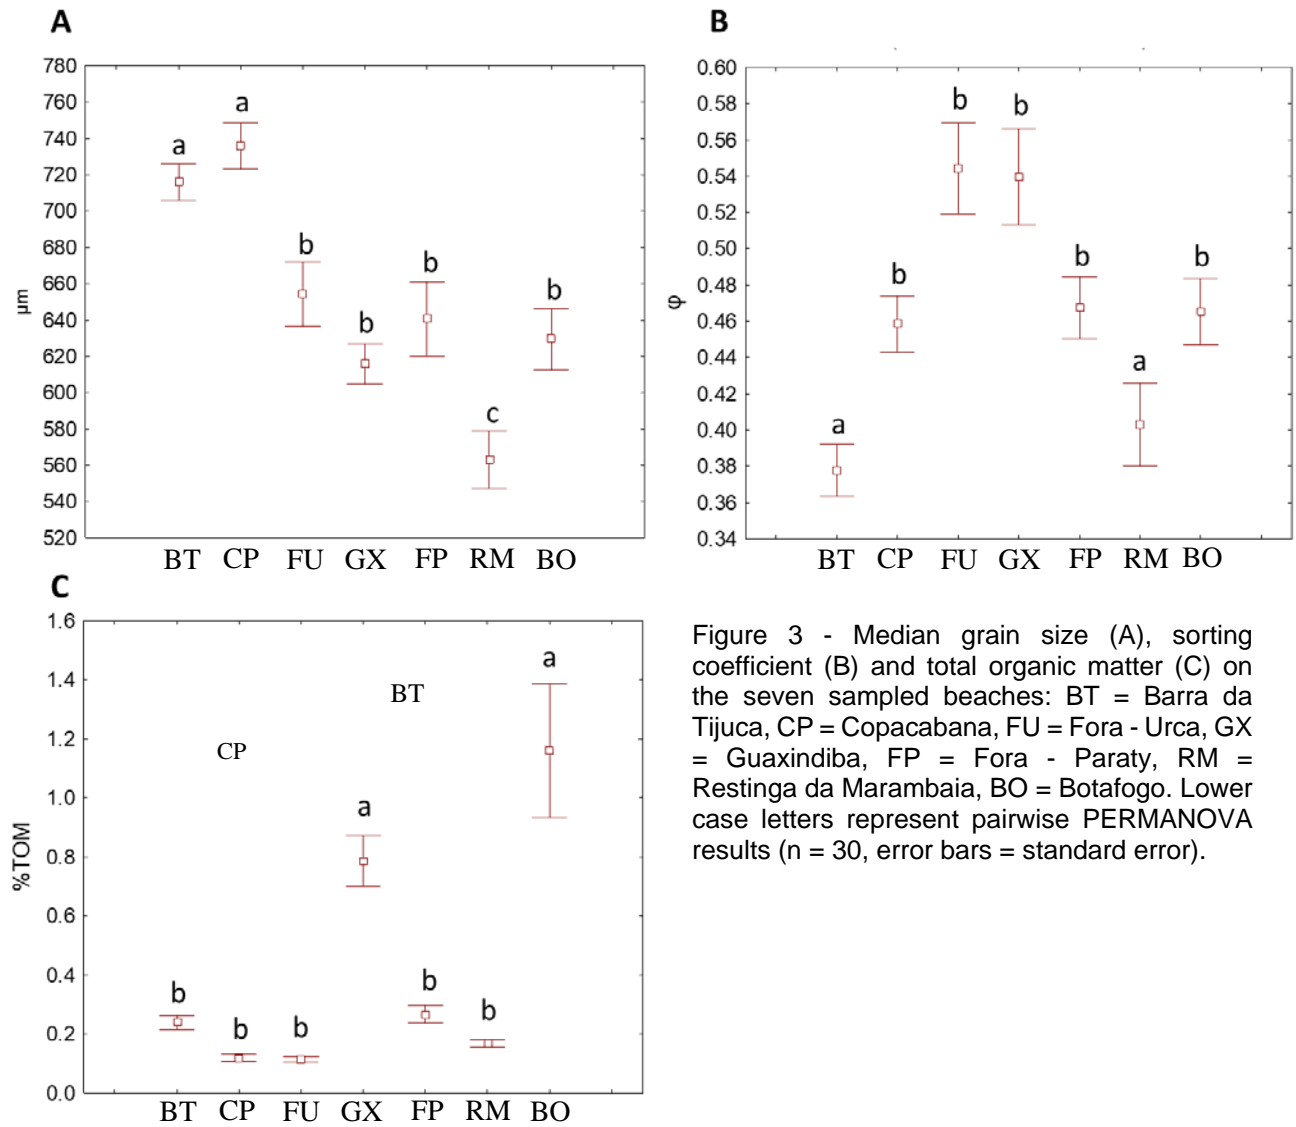 A
780
760
740
720
700
680
660
640
620
600
580
560
540
520
µm
a
a
b
b
b
c
b
BT CP FU GX FP RM BO
B
0.60
0.58
0.56
0.54
0.52
0.50
0.48
0.46
0.44
0.42
0.40
0.38
0.36
0.34
φ
a
b
b
b
b
a
b
BT CP FU GX FP RM BO
C
1.6
1.4
1.2
1.0
0.8
0.6
0.4
0.2
0.0
%TOM
BT
CP
b
b
b
a
b
b
a
BT CP FU GX FP RM BO
Figure 3 - Median grain size (A), sorting
coefficient (B) and total organic matter (C) on
the seven sampled beaches: BT = Barra da
Tijuca, CP = Copacabana, FU = Fora - Urca, GX
= Guaxindiba, FP = Fora - Paraty, RM =
Restinga da Marambaia, BO = Botafogo. Lower
case letters represent pairwise PERMANOVA
results (n = 30, error bars = standard error).